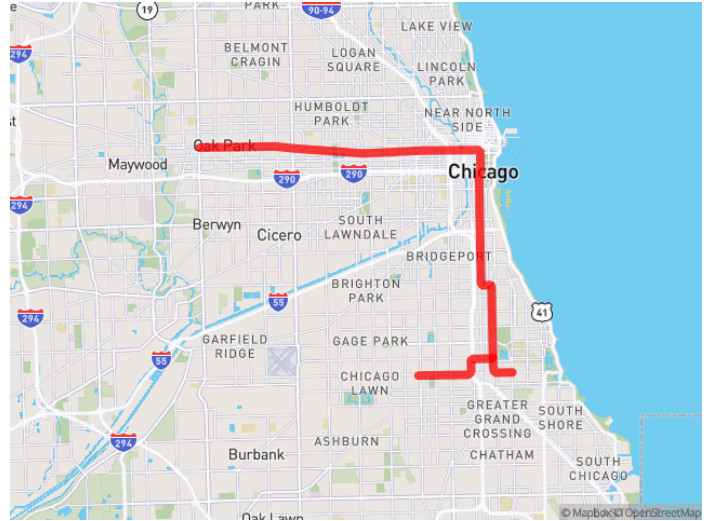 PARK
90-94
19
LAKE VIEW
294
BELMONT
CRAGIN
LOGAN
SQUARE
LINCOLN
PARK
HUMBOLDT
PARK
NEAR NORTH
SIDE
st
Oak Park
Maywood
290
290
Chicago
294
Berwyn
SOUTH
LAWNDALE
Cicero
BRIDGEPORT
BRIGHTON
PARK
55
41
294
GARFIELD
RIDGE
GAGE PARK
55
CHICAGO
LAWN
GREATER
GRAND
CROSSING
SOUTH
SHORE
294
ASHBURN
Burbank
CHATHAM
SOUTH
CHICAGO
Oak Lawn
© Mapbox © OpenStreetMap